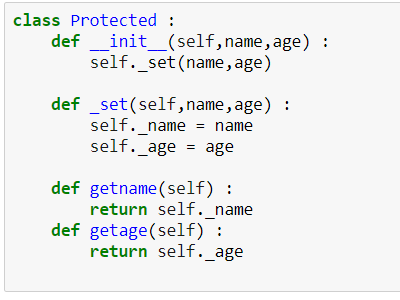 class Protected :
    def __init__(self,name,age) :
        self._set(name,age)

    def _set(self,name,age) :
        self._name = name
        self._age = age

    def getname(self) :
        return self._name
    def getage(self) :
        return self._age